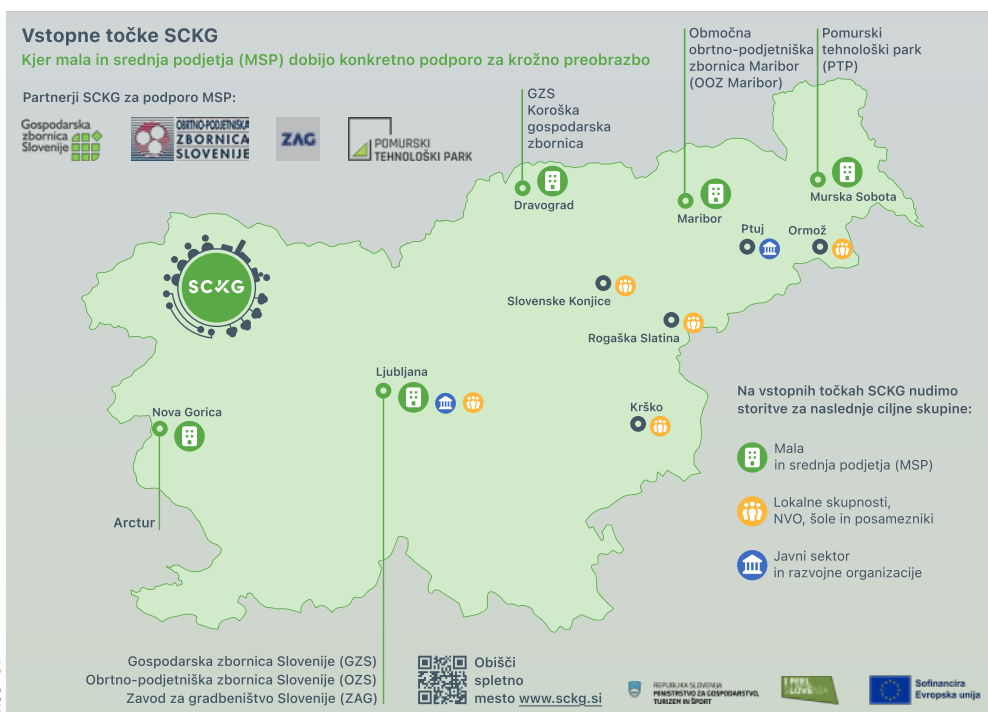 Vstopne točke SCKG
Kjer mala in srednja podjetja (MSP) dobijo konkretno podporo za krožno preobrazbo
Partnerji SCKG za podporo MSP:
Gospodarska
zbornica
Slovenije
OBRTNO-PODJETNIŠKA
ZBORNICA
SLOVENIJE
ZAG
POMURSKI
TEHNOLOŠKI PARK
GZS
Koroška
gospodarska
zbornica
Območna
obrtno-podjetniška
zbornica Maribor
(OOZ Maribor)
Pomurski
tehnološki park
(PTP)
Dravograd
Maribor
Murska Sobota
Ptuj
Ormož
SCKG
Slovenske Konjice
Rogaška Slatina
Ljubljana
Nova Gorica
Krško
Arctur
Na vstopnih točkah SCKG nudimo
storitve za naslednje ciljne skupine:
Mala
in srednja podjetja (MSP)
Lokalne skupnosti,
NVO, šole in posamezniki
Javni sektor
in razvojne organizacije
Gospodarska zbornica Slovenije (GZS)
Obrtno-podjetniška zbornica Slovenije (OZS)
Zavod za gradbeništvo Slovenije (ZAG)
Obišči
spletno
mesto www.sckg.si
REPUBLIKA SLOVENIJA
MINISTRSTVO ZA GOSPODARSTVO,
TURIZEM IN ŠPORT
I FEEL
SLOVENIA
Sofinancira
Evropska unija